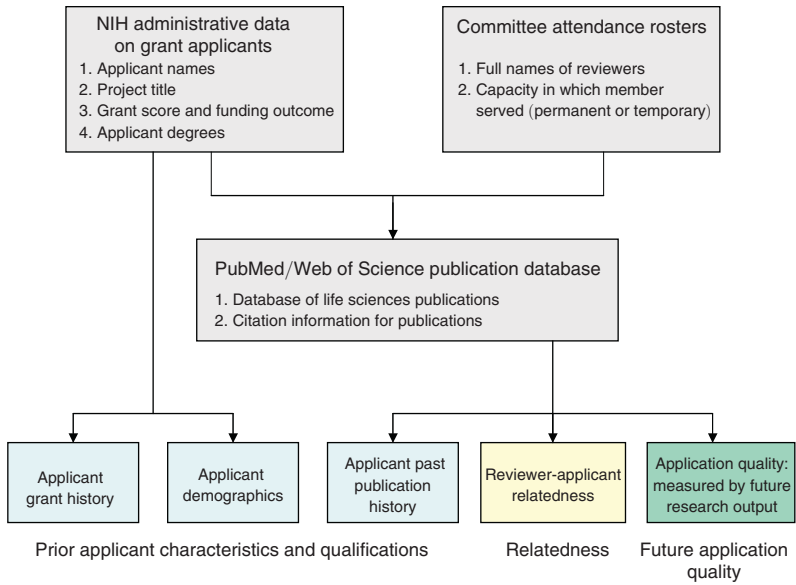 NIH administrative data
on grant applicants
1. Applicant names
2. Project title
3. Grant score and funding outcome
4. Applicant degrees
Committee attendance rosters
1. Full names of reviewers
2. Capacity in which member
served (permanent or temporary)
PubMed/Web of Science publication database
1. Database of life sciences publications
2. Citation information for publications
Applicant
grant history
Applicant
demographics
Applicant past
publication
history
Reviewer-applicant
relatedness
Application quality:
measured by future
research output
Prior applicant characteristics and qualifications
Relatedness
Future application
quality